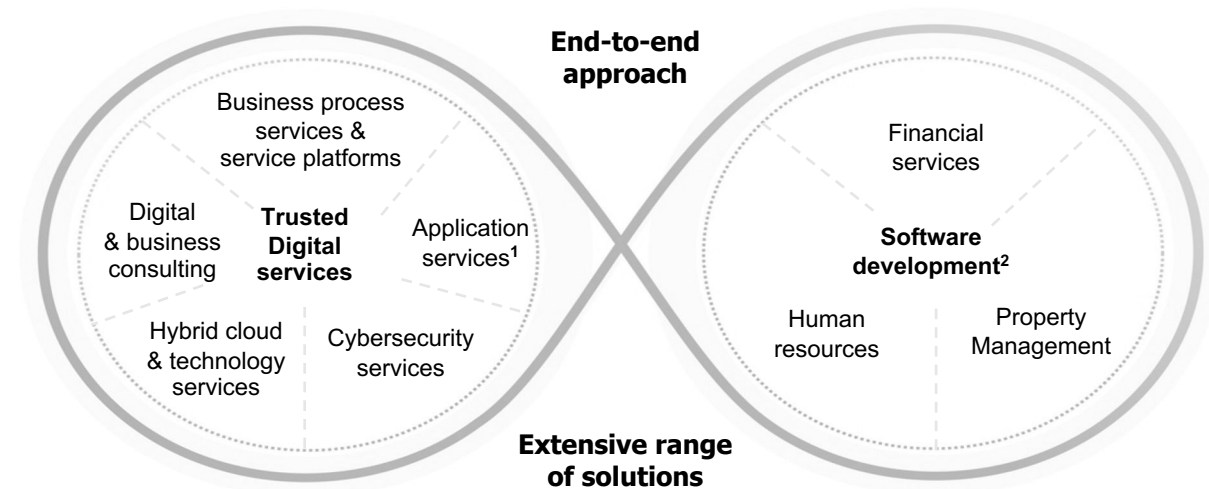 End-to-end
approach
Business process
services &
service platforms
Digital
& business
consulting
Trusted
Digital
services
Application
services¹
Hybrid cloud
& technology
services
Cybersecurity
services
Financial
services
Software
development²
Human
resources
Property
Management
Extensive range
of solutions